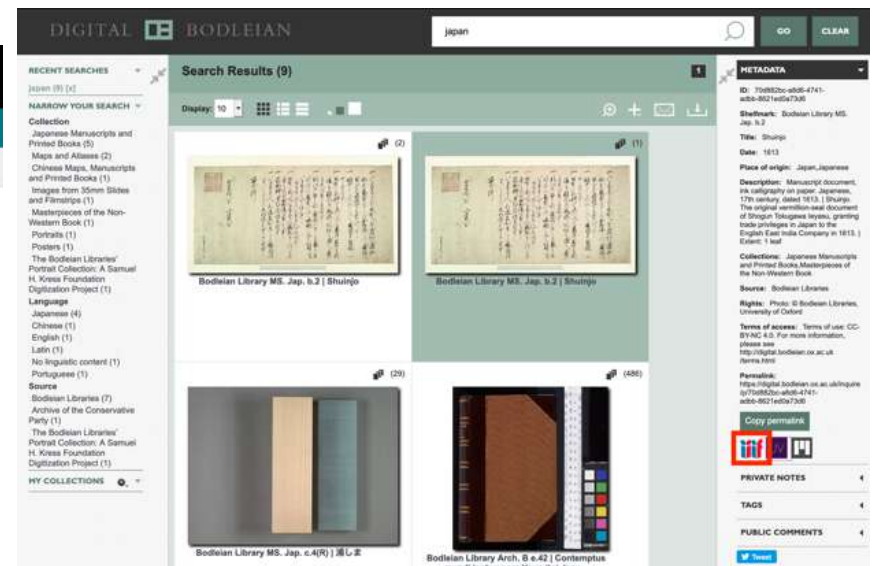 DIGITAL BODLEIAN
japan
GO
CLEAR
RECENT SEARCHES
japan (9) [x]
NARROW YOUR SEARCH
Collection
Japanese Manuscripts and
Printed Books (5)
Maps and Atlases (2)
Chinese Maps, Manuscripts
and Printed Books (1)
Images from 35mm Slides
and Filmstrips (1)
Masterpieces of the Non-
Western Book (1)
Portraits (1)
Posters (1)
The Bodleian Libraries'
Portrait Collection: A Samuel
H. Kress Foundation
Digitization Project (1)
Language
Japanese (4)
Chinese (1)
English (1)
Latin (1)
No linguistic content (1)
Portuguese (1)
Source
Bodleian Libraries (7)
Archive of the Conservative
Party (1)
The Bodleian Libraries'
Portrait Collection: A Samuel
H. Kress Foundation
Digitization Project (1)
MY COLLECTIONS
Search Results (9)
1
Display: 10
(2)
Bodleian Library MS. Jap. b.2 | Shuinjo
(1)
Bodleian Library MS. Jap. b.2 | Shuinjo
(29)
Bodleian Library MS. Jap. c.4(R) | 浦しま
(486)
Bodleian Library Arch. B e.42 | Contemptus
METADATA
ID: 70d882bc-a8d6-4741-
adbb-8621ed0a73d6
Shelfmark: Bodleian Library MS.
Jap. b.2
Title: Shuinjo
Date: 1613
Place of origin: Japan,Japanese
Description: Manuscript document,
ink calligraphy on paper. Japanese,
17th century, dated 1613. | Shuinjo.
The original vermillion-seal document
of Shogun Tokugawa Ieyasu, granting
trade privileges in Japan to the
English East India Company in 1613. |
Extent: 1 leaf
Collections: Japanese Manuscripts
and Printed Books,Masterpieces of
the Non-Western Book
Source: Bodleian Libraries
Rights: Photo: © Bodleian Libraries,
University of Oxford
Terms of access: Terms of use: CC-
BY-NC 4.0. For more information,
please see
http://digital.bodleian.ox.ac.uk
/terms.html
Permalink:
https://digital.bodleian.ox.ac.uk/inquire
/p/70d882bc-a8d6-4741-
adbb-8621ed0a73d6
Copy permalink
iiif
UV
PRIVATE NOTES
TAGS
PUBLIC COMMENTS
Tweet